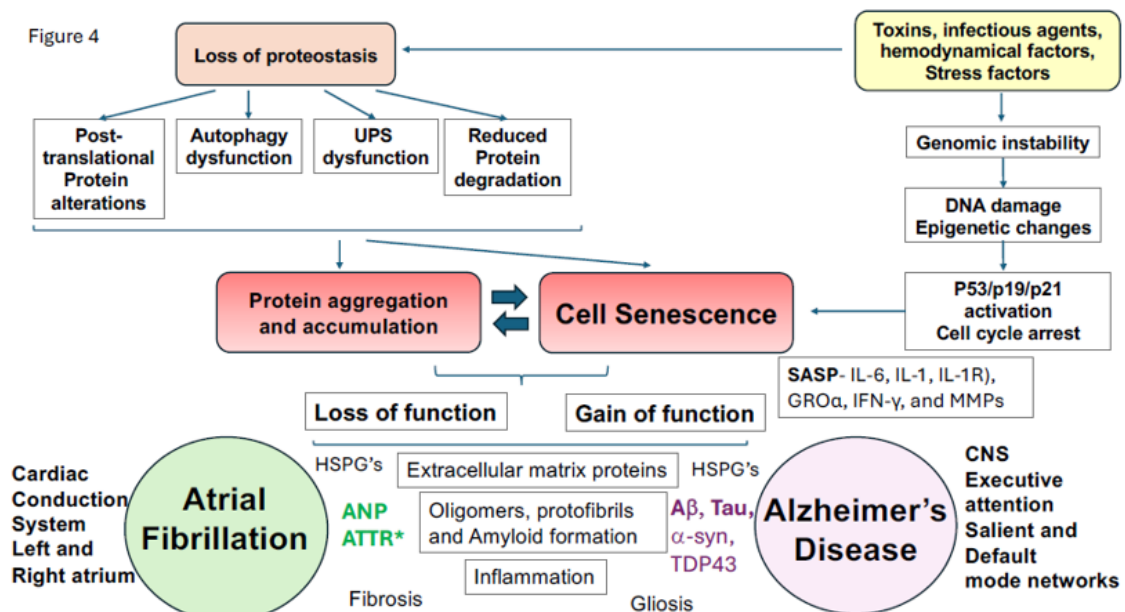 Figure 4
Loss of proteostasis
Toxins, infectious agents,
hemodynamical factors,
Stress factors
Post-
translational
Protein
alterations
Autophagy
dysfunction
UPS
dysfunction
Reduced
Protein
degradation
Genomic instability
DNA damage
Epigenetic changes
P53/p19/p21
activation
Cell cycle arrest
Protein aggregation
and accumulation
Cell Senescence
SASP- IL-6, IL-1, IL-1R),
GROα, IFN-γ, and MMPs
Loss of function
Gain of function
HSPG's
Extracellular matrix proteins
HSPG's
Cardiac
Conduction
System
Left and
Right atrium
Atrial
Fibrillation
ANP
ATTR*
Oligomers, protofibrils
and Amyloid formation
Inflammation
Aβ, Tau,
α-syn,
TDP43
Alzheimer's
Disease
CNS
Executive
attention
Salient and
Default
mode networks
Fibrosis
Gliosis